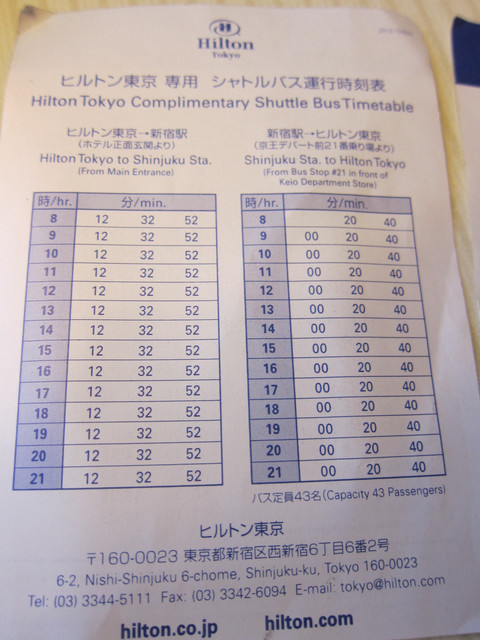 Hilton
Tokyo
ヒルトン東京 専用 シャトルバス運行時刻表
Hilton Tokyo Complimentary Shuttle Bus Timetable
ヒルトン東京→新宿駅
(ホテル正面玄関より)
Hilton Tokyo to Shinjuku Sta.
(From Main Entrance)
時/hr. 分/min.
8 12 32 52
9 12 32 52
10 12 32 52
11 12 32 52
12 12 32 52
13 12 32 52
14 12 32 52
15 12 32 52
16 12 32 52
17 12 32 52
18 12 32 52
19 12 32 52
20 12 32 52
21 12 32 52
新宿駅→ヒルトン東京
(京王デパート前21番乗り場より)
Shinjuku Sta. to Hilton Tokyo
(From Bus Stop #21 in front of
Keio Department Store)
時/hr. 分/min.
8 20 40
9 00 20 40
10 00 20 40
11 00 20 40
12 00 20 40
13 00 20 40
14 00 20 40
15 00 20 40
16 00 20 40
17 00 20 40
18 00 20 40
19 00 20 40
20 00 20 40
21 00 20 40
バス定員43名(Capacity 43 Passengers)
ヒルトン東京
〒160-0023 東京都新宿区西新宿6丁目6番2号
6-2, Nishi-Shinjuku 6-chome, Shinjuku-ku, Tokyo 160-0023
Tel: (03) 3344-5111 Fax: (03) 3342-6094 E-mail: tokyo@hilton.com
hilton.co.jp hilton.com